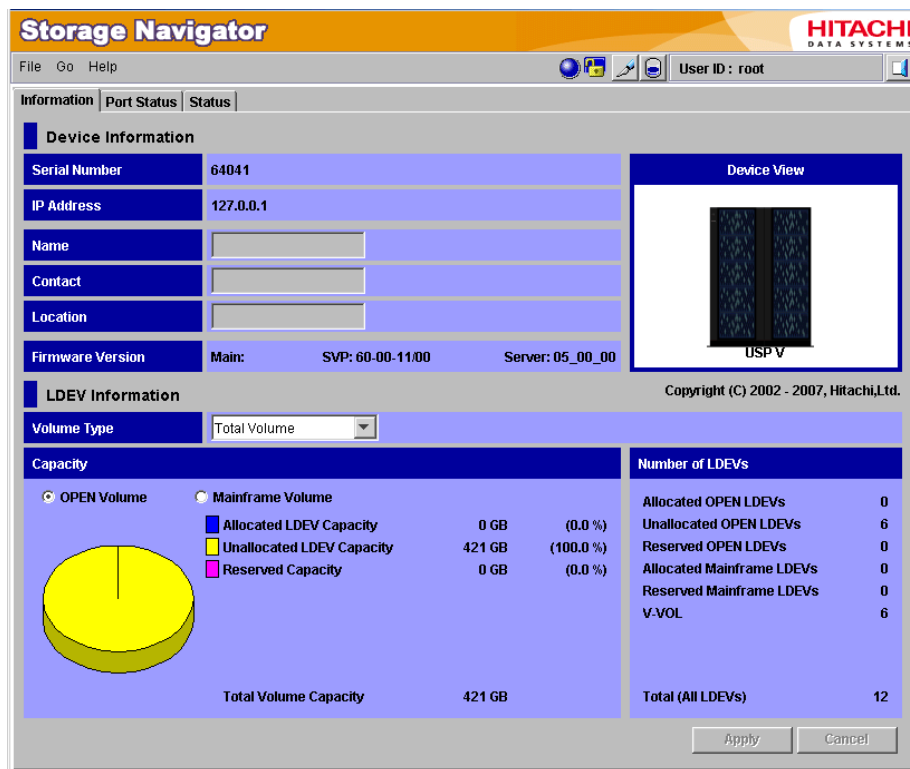 Storage Navigator
HITACHI
DATA SYSTEMS
File Go Help
User ID : root
Information Port Status Status
Device Information
Serial Number 64041
Device View
IP Address 127.0.0.1
Name
Contact
Location
USP V
Firmware Version Main: SVP: 60-00-11/00 Server: 05_00_00
Copyright (C) 2002 - 2007, Hitachi,Ltd.
LDEV Information
Volume Type Total Volume
Capacity
Number of LDEVs
OPEN Volume Mainframe Volume
Allocated LDEV Capacity 0 GB (0.0 %)
Unallocated LDEV Capacity 421 GB (100.0 %)
Reserved Capacity 0 GB (0.0 %)
Total Volume Capacity 421 GB
Allocated OPEN LDEVs 0
Unallocated OPEN LDEVs 6
Reserved OPEN LDEVs 0
Allocated Mainframe LDEVs 0
Reserved Mainframe LDEVs 0
V-VOL 6
Total (All LDEVs) 12
Apply Cancel